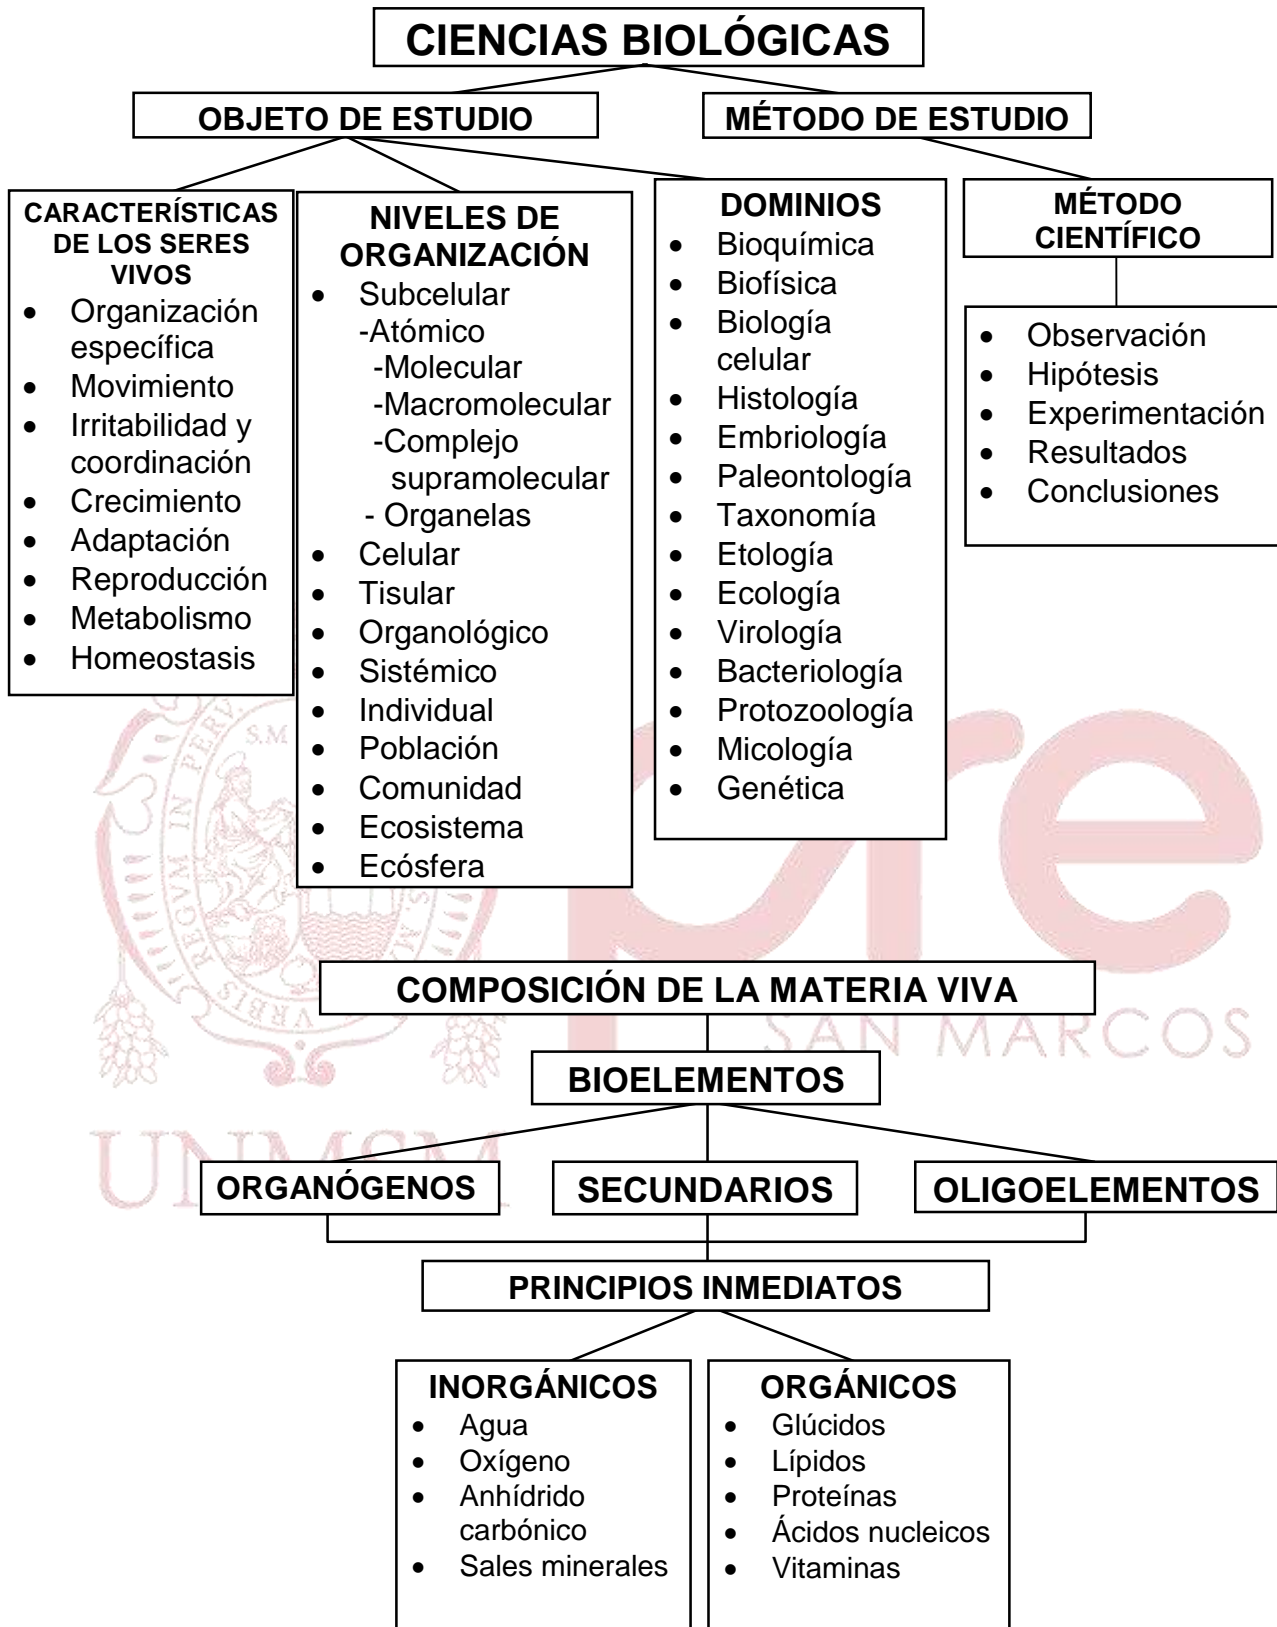 CIENCIAS BIOLÓGICAS
OBJETO DE ESTUDIO
MÉTODO DE ESTUDIO
CARACTERÍSTICAS
DE LOS SERES
VIVOS
• Organización
específica
• Movimiento
• Irritabilidad y
coordinación
• Crecimiento
• Adaptación
• Reproducción
• Metabolismo
• Homeostasis
NIVELES DE
ORGANIZACIÓN
• Subcelular
-Atómico
-Molecular
-Macromolecular
-Complejo
supramolecular
- Organelas
• Celular
• Tisular
• Organológico
• Sistémico
• Individual
• Población
• Comunidad
• Ecosistema
• Ecósfera
DOMINIOS
• Bioquímica
• Biofísica
• Biología
celular
• Histología
• Embriología
• Paleontología
• Taxonomía
• Etología
• Ecología
• Virología
• Bacteriología
• Protozoología
• Micología
• Genética
MÉTODO
CIENTÍFICO
• Observación
• Hipótesis
• Experimentación
• Resultados
• Conclusiones
pre
SAN MARCOS
UNMSM
COMPOSICIÓN DE LA MATERIA VIVA
BIOELEMENTOS
ORGANÓGENOS
SECUNDARIOS
OLIGOELEMENTOS
PRINCIPIOS INMEDIATOS
INORGÁNICOS
• Agua
• Oxígeno
• Anhídrido
carbónico
• Sales minerales
ORGÁNICOS
• Glúcidos
• Lípidos
• Proteínas
• Ácidos nucleicos
• Vitaminas